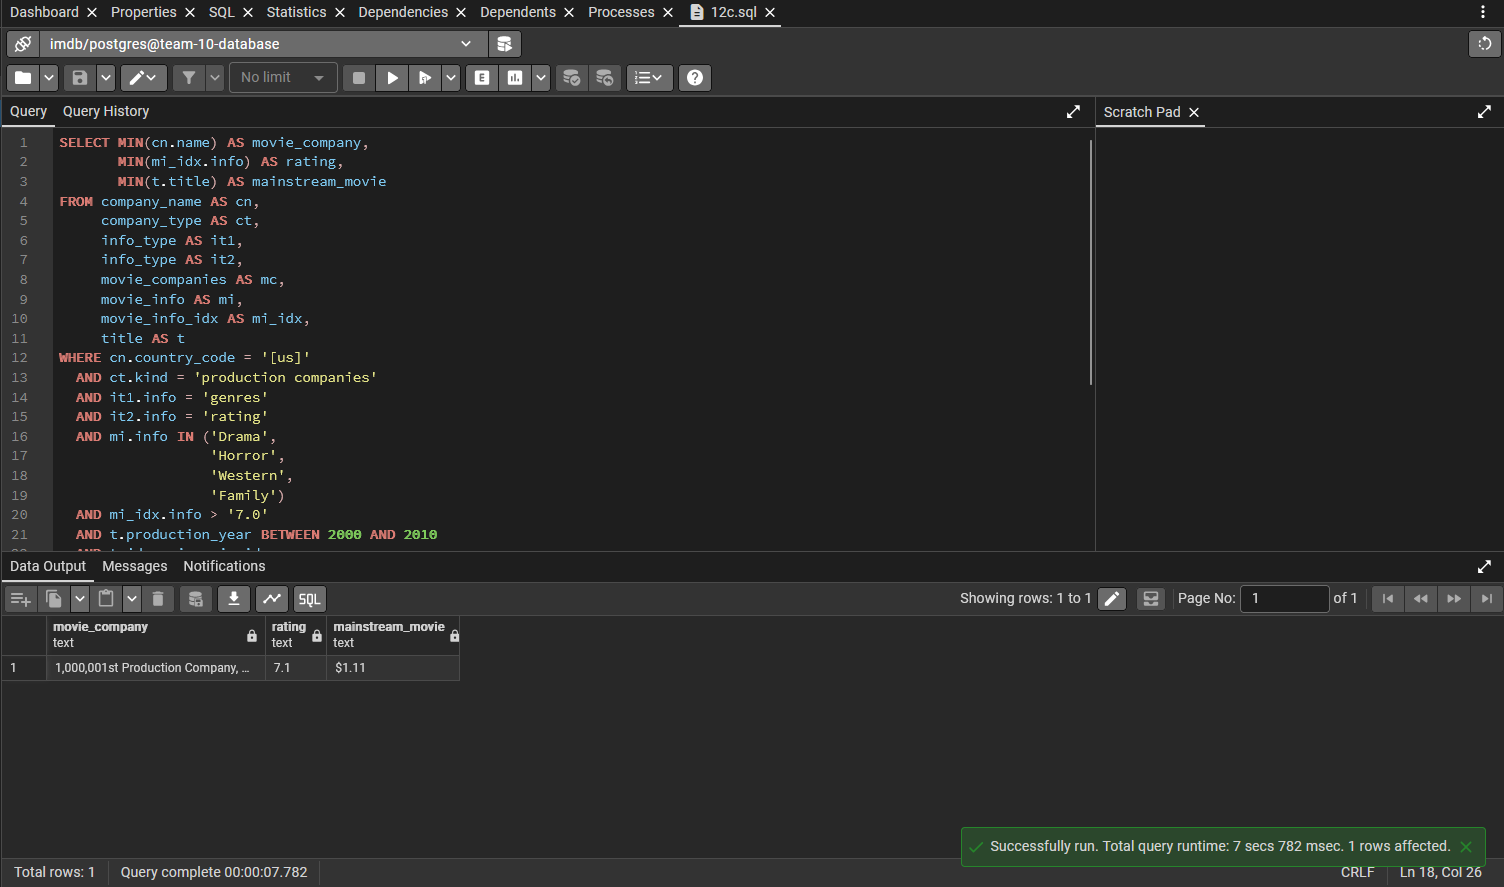 Dashboard Properties SQL Statistics Dependencies Dependents Processes 12c.sql
imdb/postgres@team-10-database
No limit E
Query Query History Scratch Pad
1 SELECT MIN(cn.name) AS movie_company,
2 MIN(mi_idx.info) AS rating,
3 MIN(t.title) AS mainstream_movie
4 FROM company_name AS cn,
5 company_type AS ct,
6 info_type AS it1,
7 info_type AS it2,
8 movie_companies AS mc,
9 movie_info AS mi,
10 movie_info_idx AS mi_idx,
11 title AS t
12 WHERE cn.country_code = '[us]'
13 AND ct.kind = 'production companies'
14 AND it1.info = 'genres'
15 AND it2.info = 'rating'
16 AND mi.info IN ('Drama',
17 'Horror',
18 'Western',
19 'Family')
20 AND mi_idx.info > '7.0'
21 AND t.production_year BETWEEN 2000 AND 2010
Data Output Messages Notifications
SQL Showing rows: 1 to 1 Page No: 1 of 1
movie_company rating mainstream_movie
text text text
1 1,000,001st Production Company, ... 7.1 $1.11
Successfully run. Total query runtime: 7 secs 782 msec. 1 rows affected.
Total rows: 1 Query complete 00:00:07.782 CRLF Ln 18, Col 26